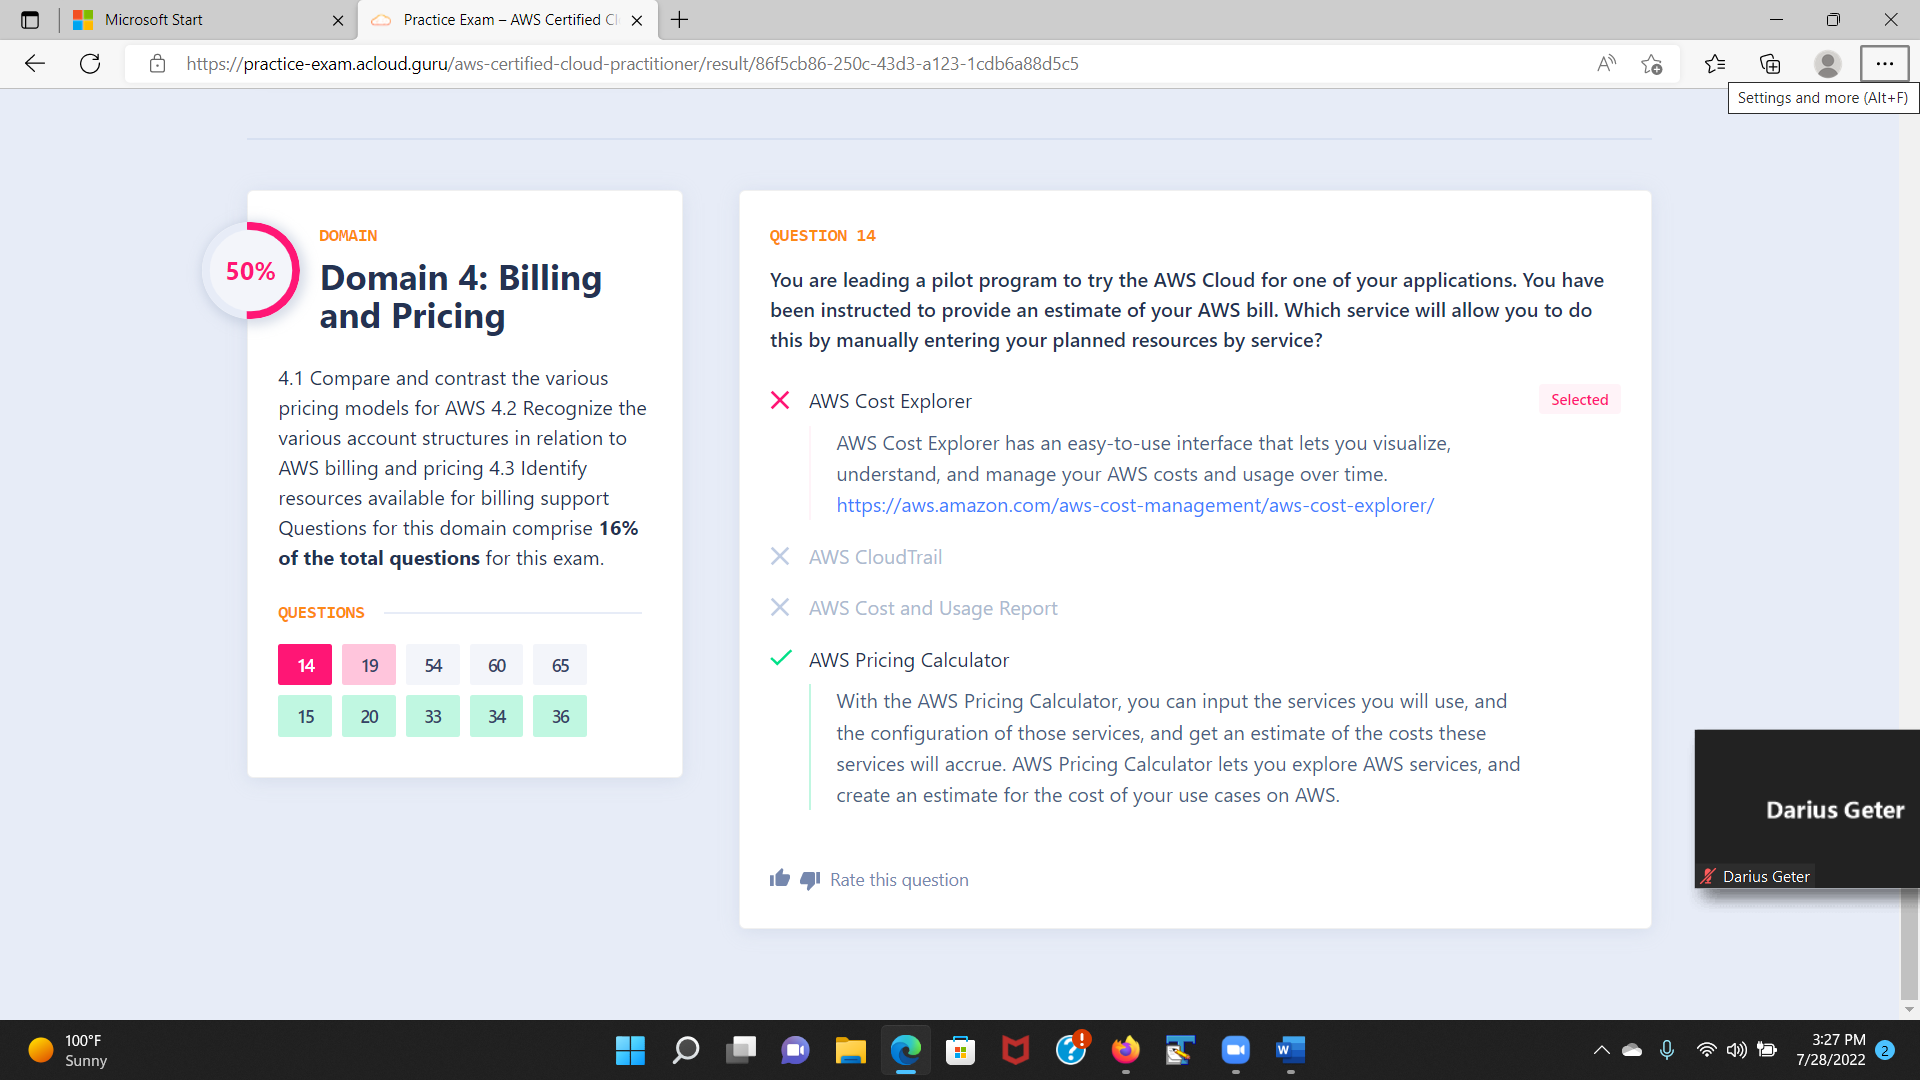 Microsoft Start
Practice Exam – AWS Certified Cl
https://practice-exam.acloud.guru/aws-certified-cloud-practitioner/result/86f5cb86-250c-43d3-a123-1cdb6a88d5c5
Settings and more (Alt+F)
50%
DOMAIN
Domain 4: Billing
and Pricing
4.1 Compare and contrast the various
pricing models for AWS 4.2 Recognize the
various account structures in relation to
AWS billing and pricing 4.3 Identify
resources available for billing support
Questions for this domain comprise 16%
of the total questions for this exam.
QUESTIONS
14 19 54 60 65
15 20 33 34 36
QUESTION 14
You are leading a pilot program to try the AWS Cloud for one of your applications. You have
been instructed to provide an estimate of your AWS bill. Which service will allow you to do
this by manually entering your planned resources by service?
AWS Cost Explorer
Selected
AWS Cost Explorer has an easy-to-use interface that lets you visualize,
understand, and manage your AWS costs and usage over time.
https://aws.amazon.com/aws-cost-management/aws-cost-explorer/
AWS CloudTrail
AWS Cost and Usage Report
AWS Pricing Calculator
With the AWS Pricing Calculator, you can input the services you will use, and
the configuration of those services, and get an estimate of the costs these
services will accrue. AWS Pricing Calculator lets you explore AWS services, and
create an estimate for the cost of your use cases on AWS.
Rate this question
Darius Geter
Darius Geter
100°F
Sunny
3:27 PM
7/28/2022
2